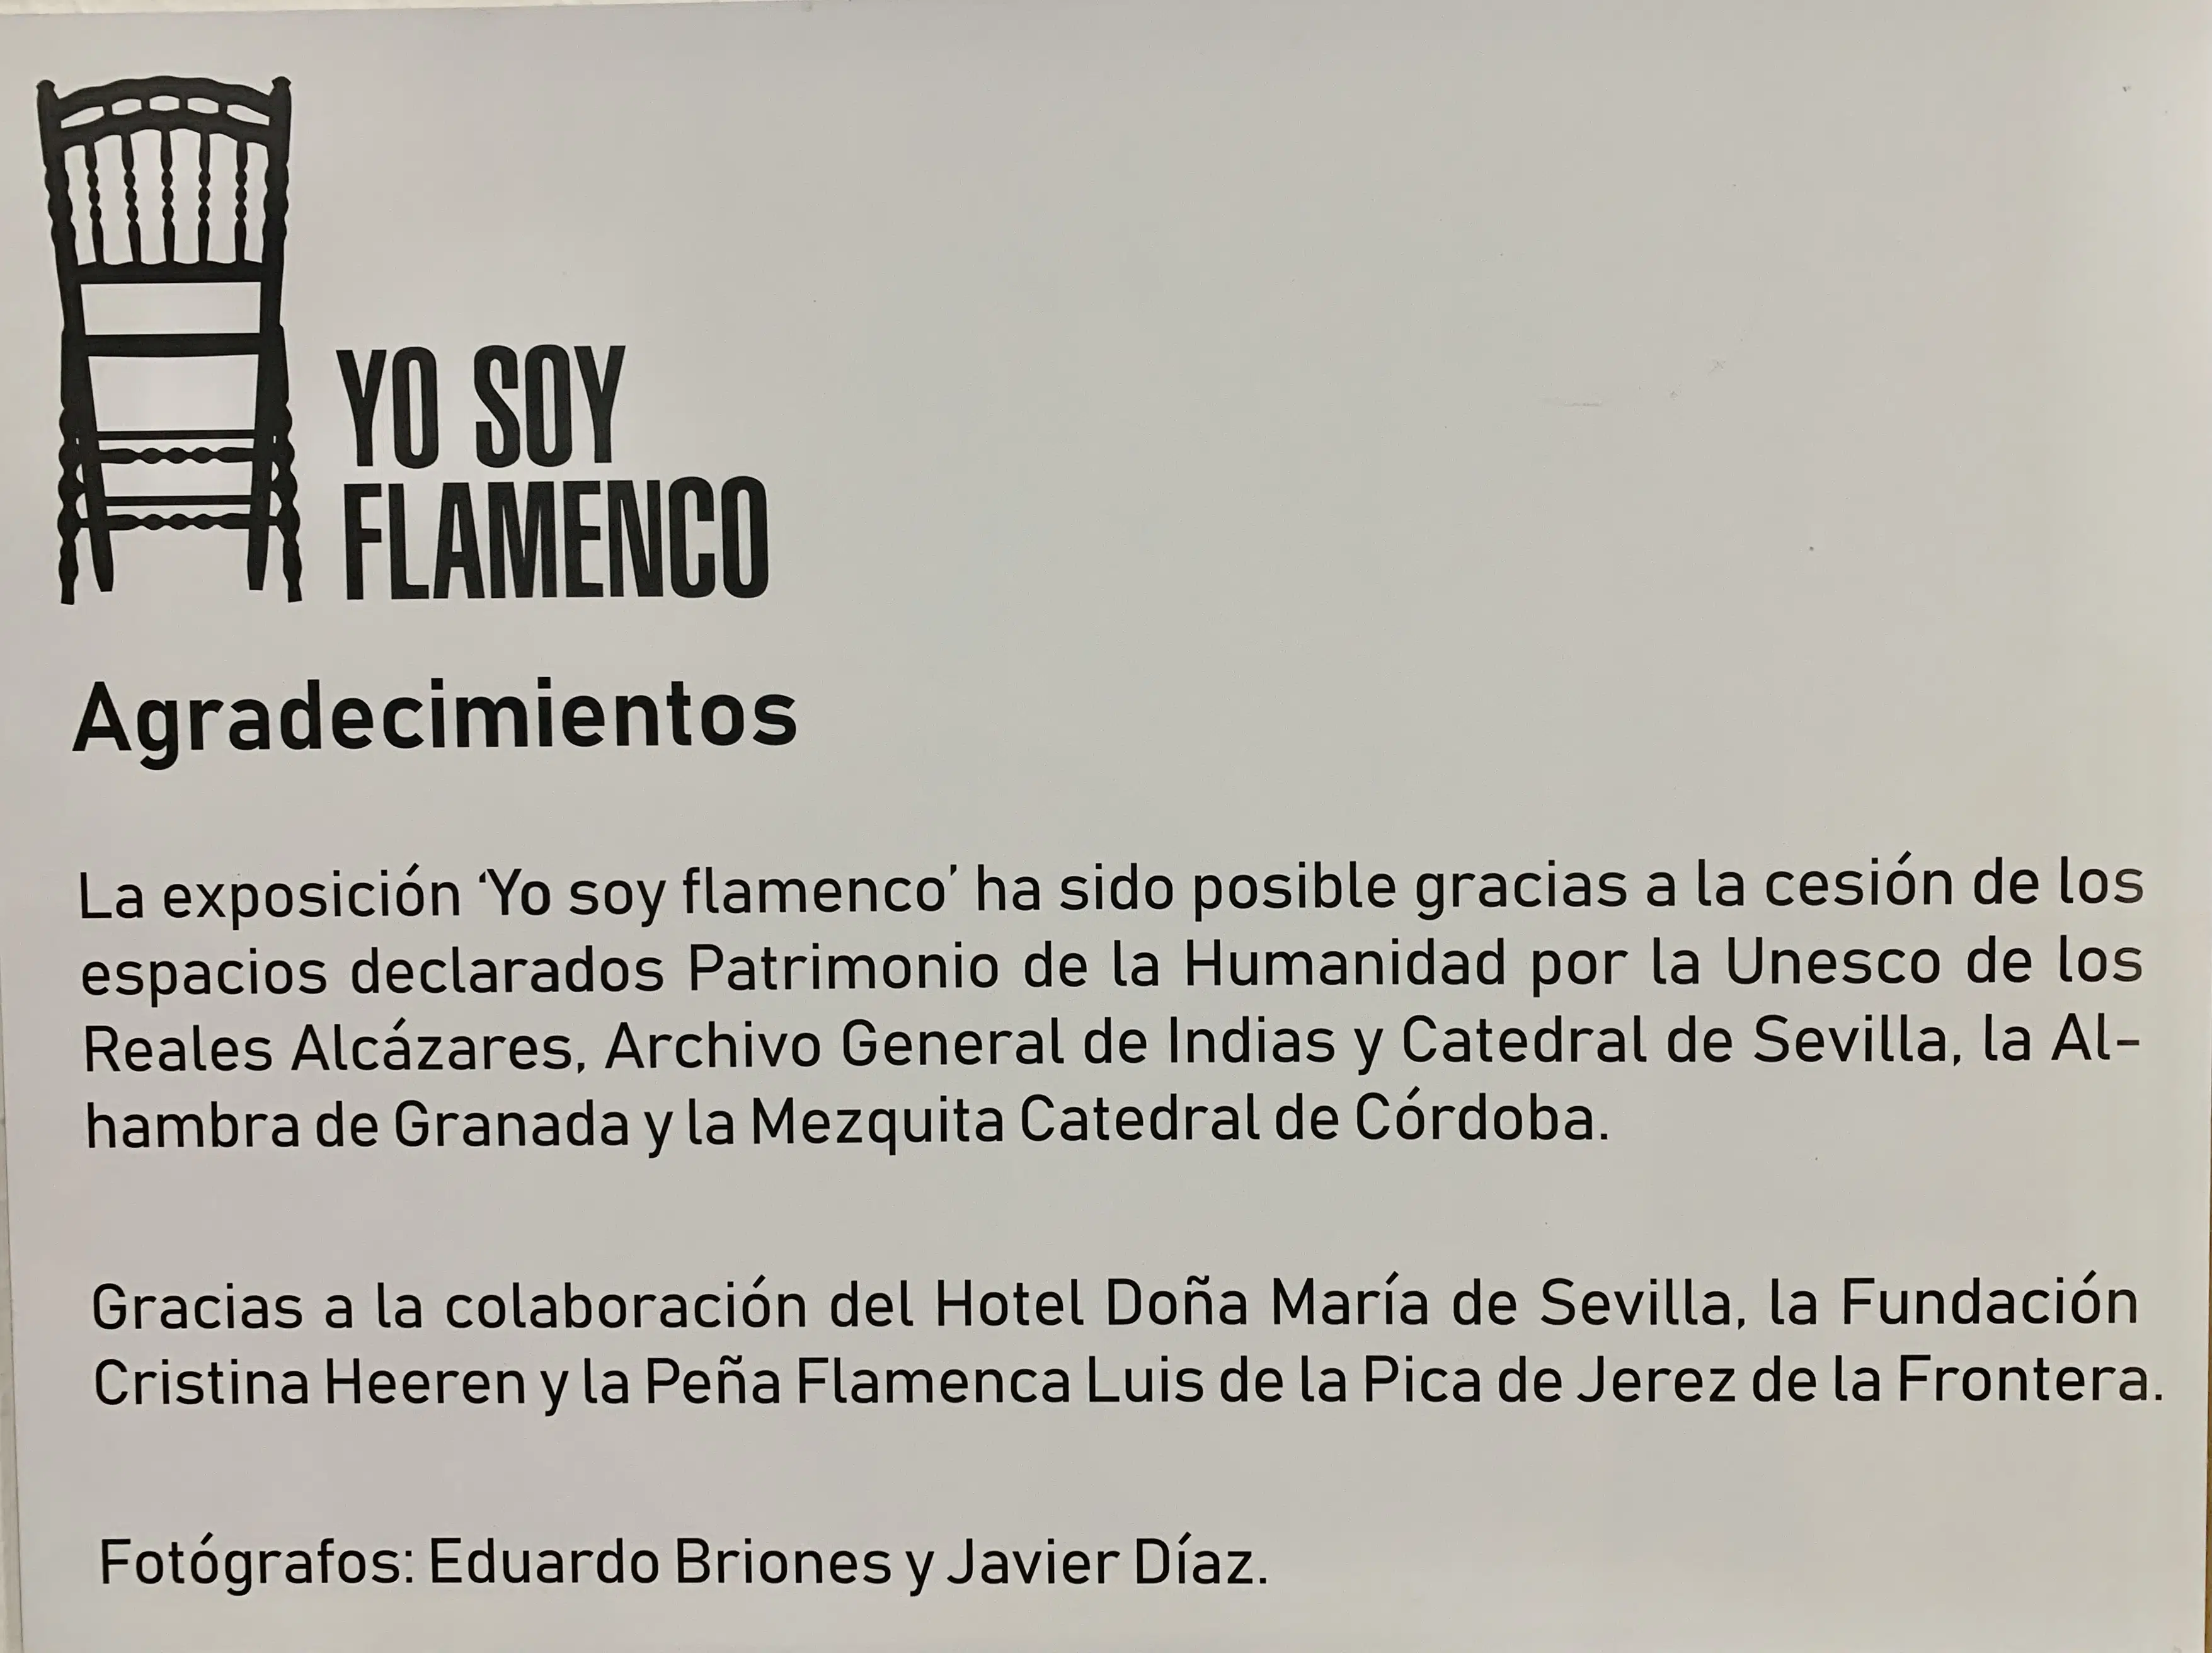 YO SOY
FLAMENCO
Agradecimientos
La exposición ‘Yo soy flamenco’ ha sido posible gracias a la cesión de los
espacios declarados Patrimonio de la Humanidad por la Unesco de los
Reales Alcázares, Archivo General de Indias y Catedral de Sevilla, la Al-
hambra de Granada y la Mezquita Catedral de Córdoba.
Gracias a la colaboración del Hotel Doña María de Sevilla, la Fundación
Cristina Heeren y la Peña Flamenca Luis de la Pica de Jerez de la Frontera.
Fotógrafos: Eduardo Briones y Javier Díaz.